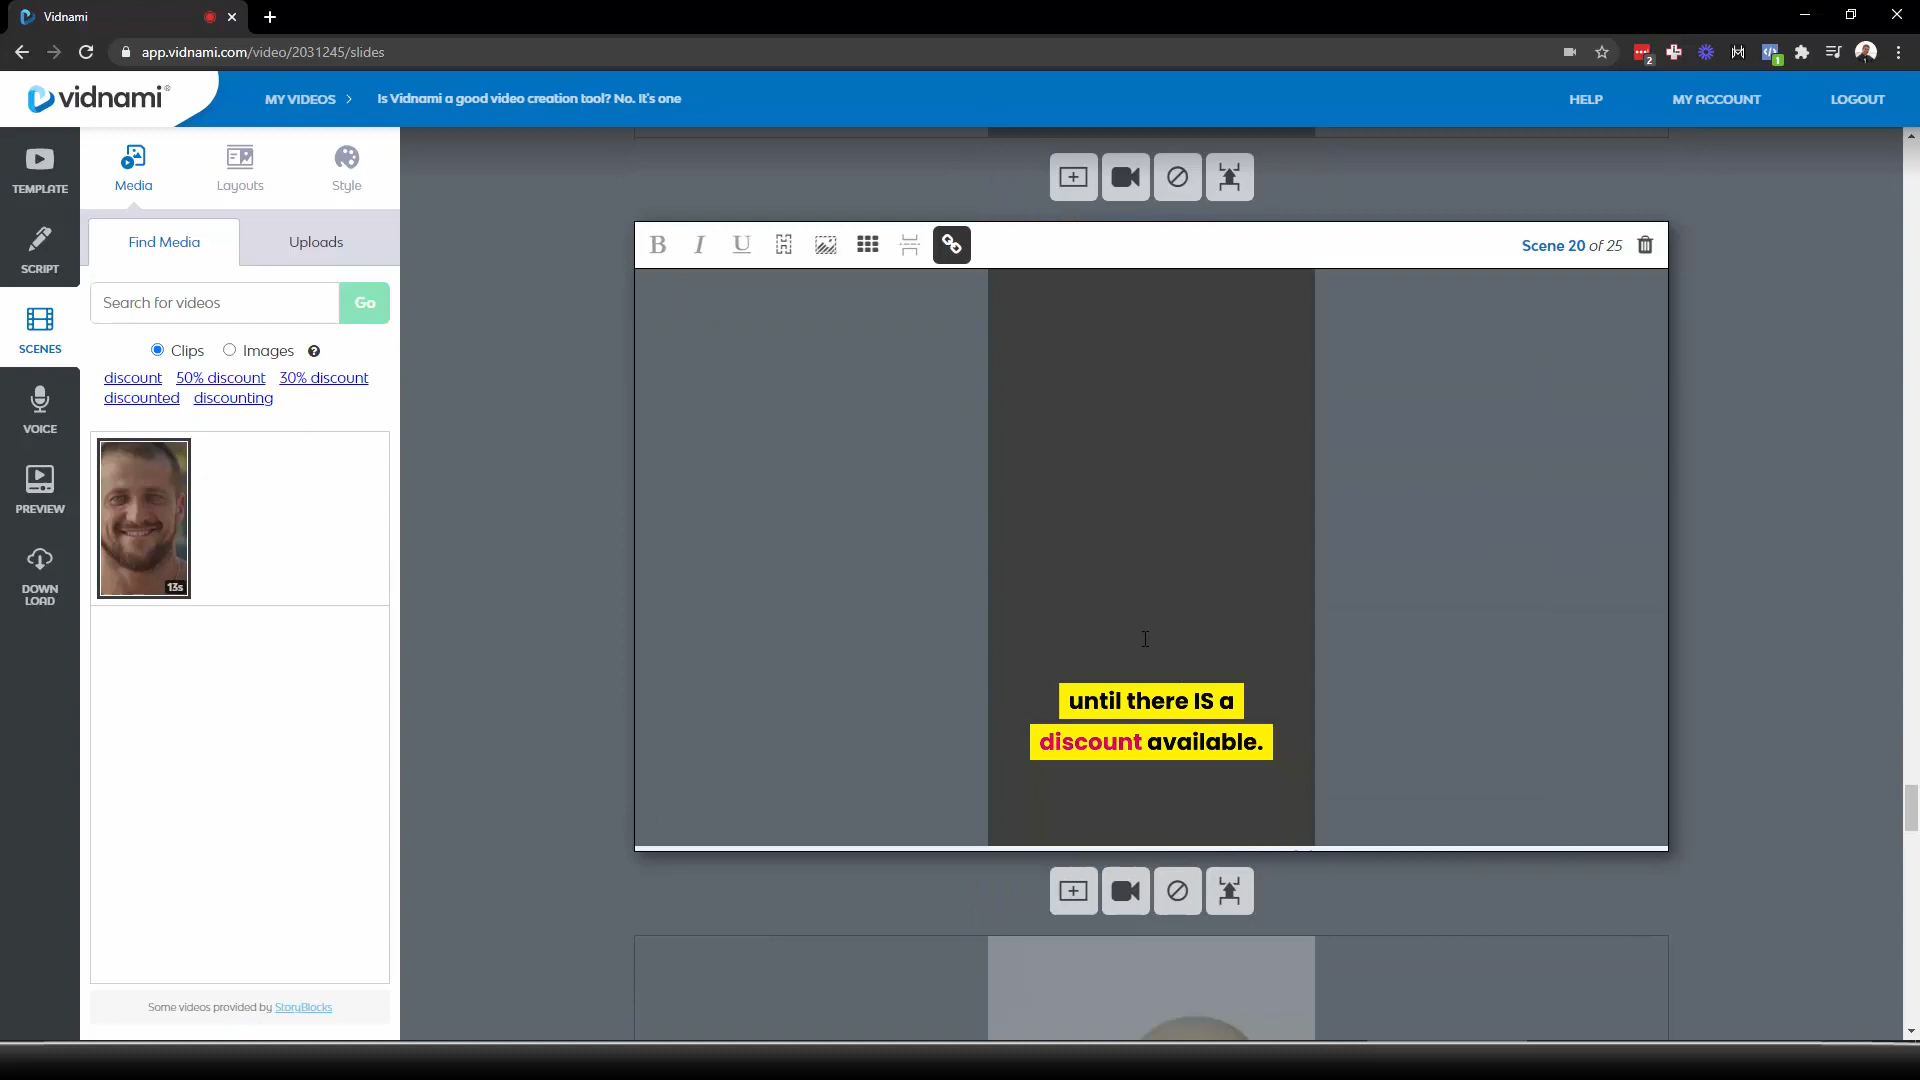 Vidnami
app.vidnami.com/video/2031245/slides
2
1
vidnami®
MY VIDEOS
Is Vidnami a good video creation tool? No. It's one
HELP
MY ACCOUNT
LOGOUT
TEMPLATE
SCRIPT
SCENES
VOICE
PREVIEW
DOWN
LOAD
Media
Layouts
Style
Find Media
Uploads
Search for videos
Go
Clips
Images
?
discount
50% discount
30% discount
discounted
discounting
13s
Some videos provided by StoryBlocks
B
I
U
Scene 20 of 25
until there IS a
discount available.